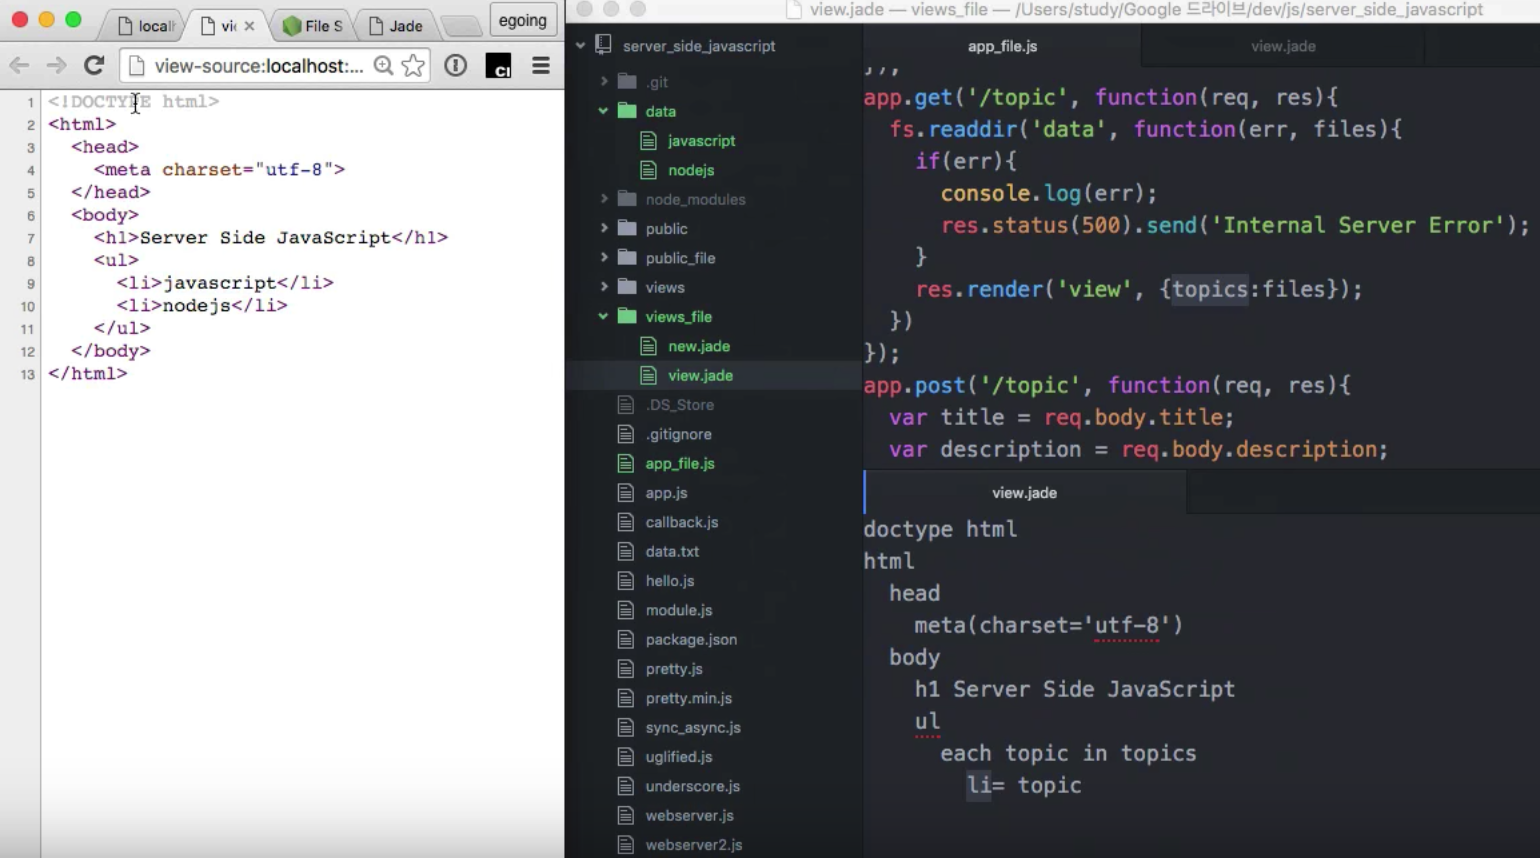 locall
vi
File S
Jade
egoing
view-source:localhost:...
1 <!DOCTYPE html>
2 <html>
3 <head>
4 <meta charset="utf-8">
5 </head>
6 <body>
7 <h1>Server Side JavaScript</h1>
8 <ul>
9 <li>javascript</li>
10 <li>nodejs</li>
11 </ul>
12 </body>
13 </html>
view.jade — views_file — /Users/study/Google 드라이브/dev/js/server_side_javascript
server_side_javascript
.git
data
javascript
nodejs
node_modules
public
public_file
views
views_file
new.jade
view.jade
.DS_Store
.gitignore
app_file.js
app.js
callback.js
data.txt
hello.js
module.js
package.json
pretty.js
pretty.min.js
sync_async.js
uglified.js
underscore.js
webserver.js
webserver2.js
app_file.js
view.jade
});
app.get('/topic', function(req, res){
fs.readdir('data', function(err, files){
if(err){
console.log(err);
res.status(500).send('Internal Server Error');
}
res.render('view', {topics:files});
})
});
app.post('/topic', function(req, res){
var title = req.body.title;
var description = req.body.description;
view.jade
doctype html
html
head
meta(charset='utf-8')
body
h1 Server Side JavaScript
ul
each topic in topics
li= topic